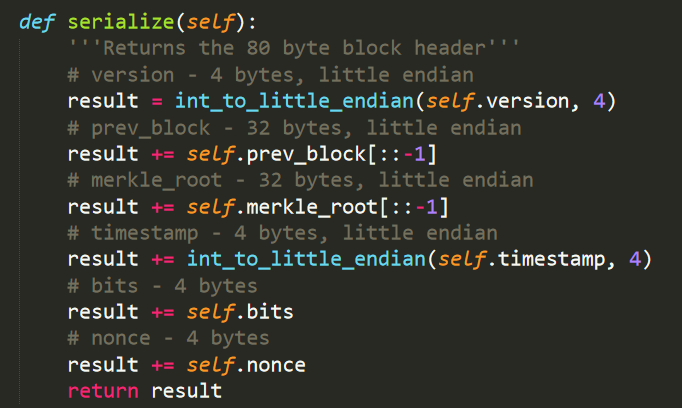 def serialize(self):
    '''Returns the 80 byte block header'''
    # version - 4 bytes, little endian
    result = int_to_little_endian(self.version, 4)
    # prev_block - 32 bytes, little endian
    result += self.prev_block[::-1]
    # merkle_root - 32 bytes, little endian
    result += self.merkle_root[::-1]
    # timestamp - 4 bytes, little endian
    result += int_to_little_endian(self.timestamp, 4)
    # bits - 4 bytes
    result += self.bits
    # nonce - 4 bytes
    result += self.nonce
    return result